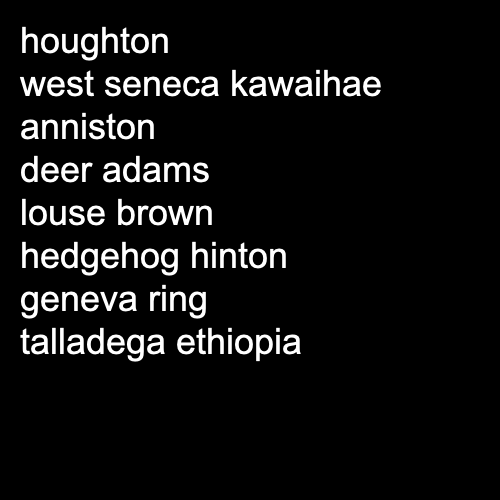 houghton
west seneca kawaihae
anniston
deer adams
louse brown
hedgehog hinton
geneva ring
talladega ethiopia